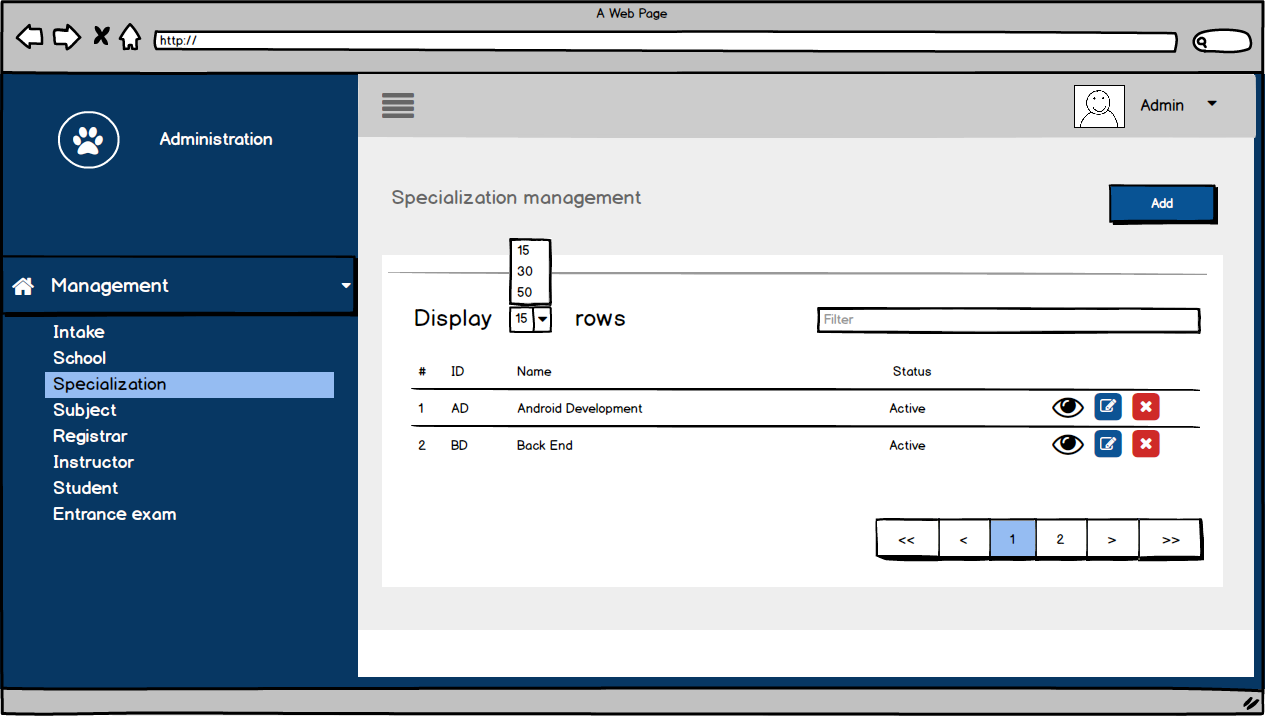 A Web Page
http://
Administration
Admin
Specialization management
Add
Management
Intake
School
Specialization
Subject
Registrar
Instructor
Student
Entrance exam
15
30
50
Display 15 rows
Filter
# ID Name Status
1 AD Android Development Active
2 BD Back End Active
<< < 1 2 > >>